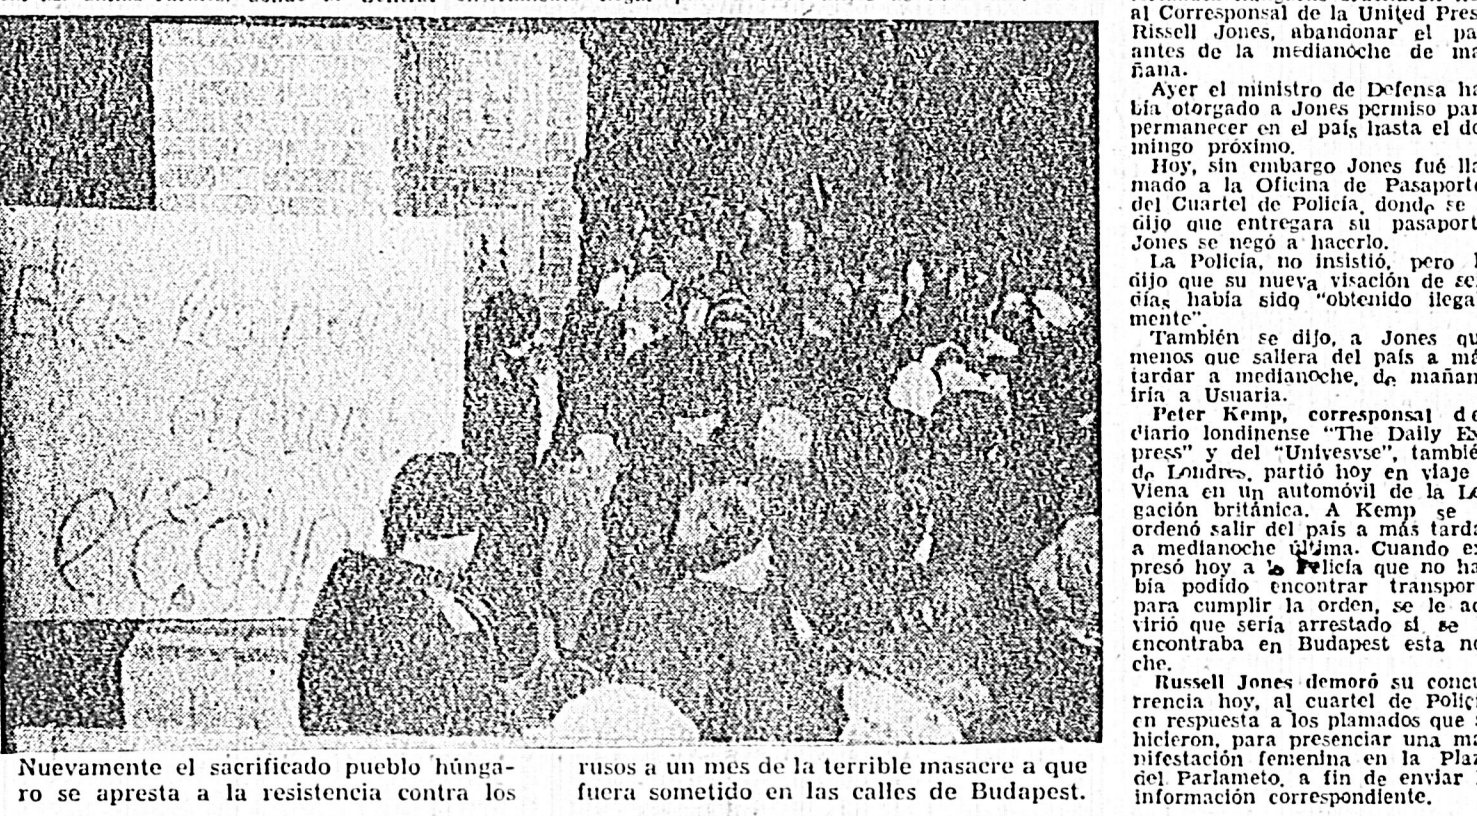 al Corresponsal de la United Pres
Rissell Jones, abandonar el pa
antes de la medianoche de ma
ñana.
Ayer el ministro de Defensa ha
bía otorgado a Jones permiso par
permanecer en el país hasta el do
mingo próximo.
Hoy, sin embargo Jones fué lla
mado a la Oficina de Pasaporte
del Cuartel de Policía, donde se
dijo que entregara su pasaport
Jones se negó a hacerlo.
La Policía, no insistió, pero l
dijo que su nueva visación de se
días había sido "obtenido ilega
mente".
También se dijo, a Jones qu
menos que saliera del país a má
tardar a medianoche, de mañan
iría a Usuaria.
Peter Kemp, corresponsal de
diario londinense "The Daily Ex
press" y del "Univesvse", tambié
de Londres, partió hoy en viaje
Viena en un automóvil de la Le
gación británica. A Kemp se
ordenó salir del país a más tarda
a medianoche última. Cuando ex
presó hoy a la Policía que no ha
bía podido encontrar transpor
para cumplir la orden, se le ad
virió que sería arrestado si se
encontraba en Budapest esta no
che.
Russell Jones demoró su concu
rrencia hoy, al cuartel de Polici
en respuesta a los plamados que
hicieron, para presenciar una ma
nifestación femenina en la Plaz
del Parlameto, a fin de enviar
información correspondiente.
Nuevamente el sacrificado pueblo húnga-
ro se apresta a la resistencia contra los
rusos a un mes de la terrible masacre a que
fuera sometido en las calles de Budapest.